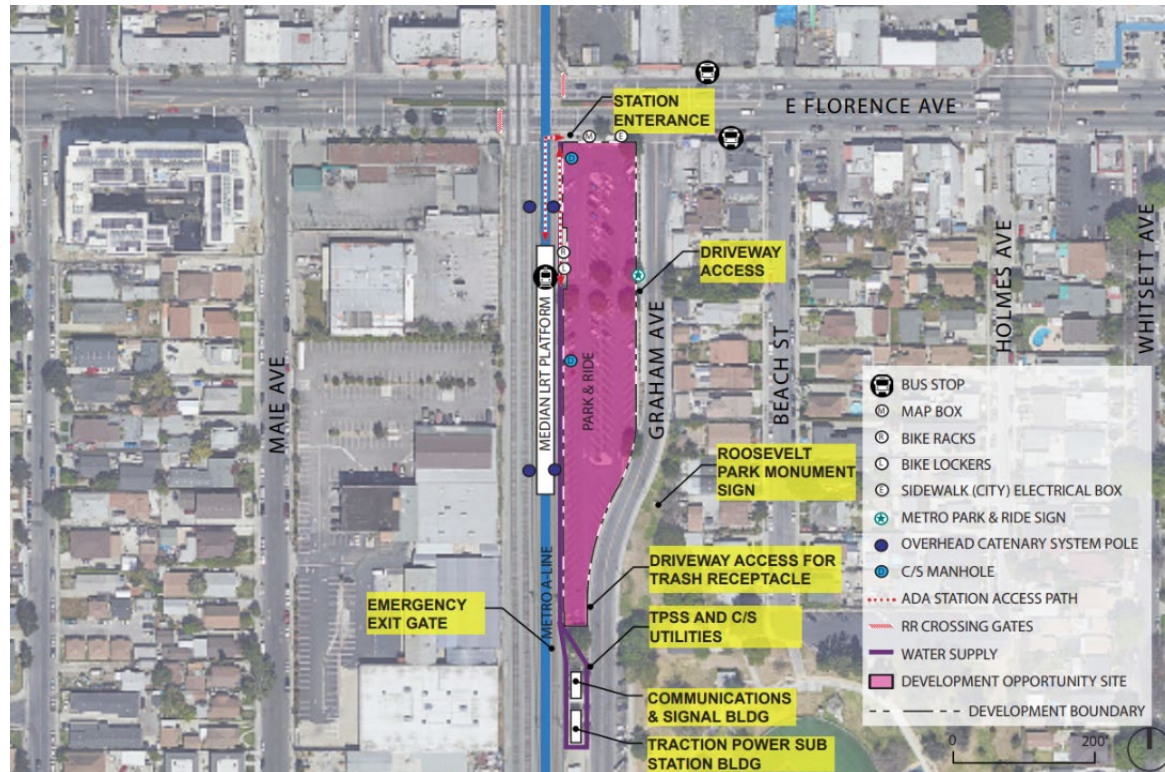 E FLORENCE AVE
STATION
ENTERANCE
M
E
D
DRIVEWAY
ACCESS
R
L
MEDIAN LRT PLATFORM
PARK & RIDE
D
MAIE AVE
GRAHAM AVE
BEACH ST
HOLMES AVE
WHITSETT AVE
ROOSEVELT
PARK MONUMENT
SIGN
METRO A-LINE
DRIVEWAY ACCESS FOR
TRASH RECEPTACLE
EMERGENCY
EXIT GATE
TPSS AND C/S
UTILITIES
COMMUNICATIONS
& SIGNAL BLDG
TRACTION POWER SUB
STATION BLDG
BUS STOP
M MAP BOX
R BIKE RACKS
L BIKE LOCKERS
E SIDEWALK (CITY) ELECTRICAL BOX
METRO PARK & RIDE SIGN
OVERHEAD CATENARY SYSTEM POLE
D C/S MANHOLE
ADA STATION ACCESS PATH
RR CROSSING GATES
WATER SUPPLY
DEVELOPMENT OPPORTUNITY SITE
DEVELOPMENT BOUNDARY
0 200'